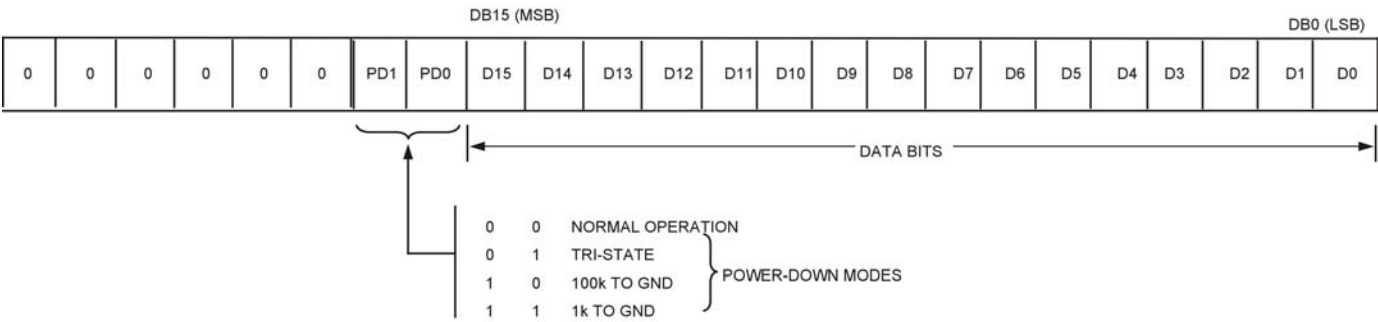 DB15 (MSB) DB0 (LSB)
0 0 0 0 0 0 PD1 PD0 D15 D14 D13 D12 D11 D10 D9 D8 D7 D6 D5 D4 D3 D2 D1 D0
DATA BITS
0 0 NORMAL OPERATION
0 1 TRI-STATE
1 0 100k TO GND
1 1 1k TO GND
POWER-DOWN MODES